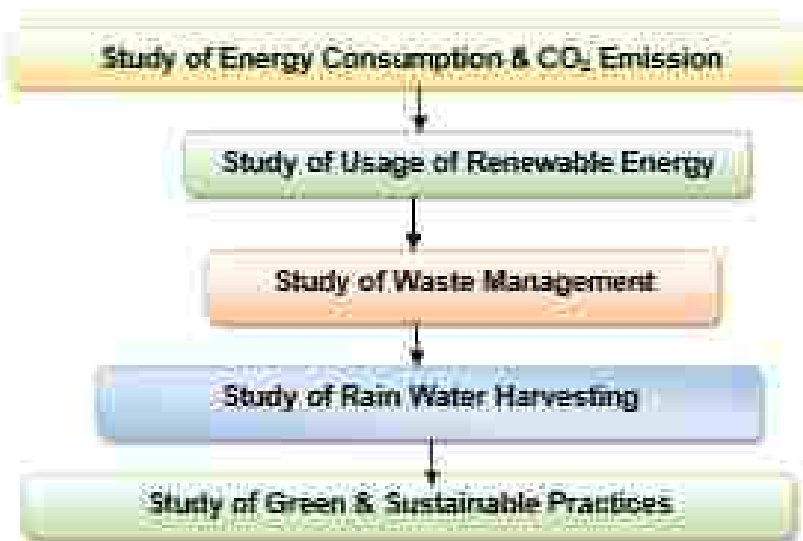 Study of Energy Consumption & CO₂ Emission
Study of Usage of Renewable Energy
Study of Waste Management
Study of Rain Water Harvesting
Study of Green & Sustainable Practices